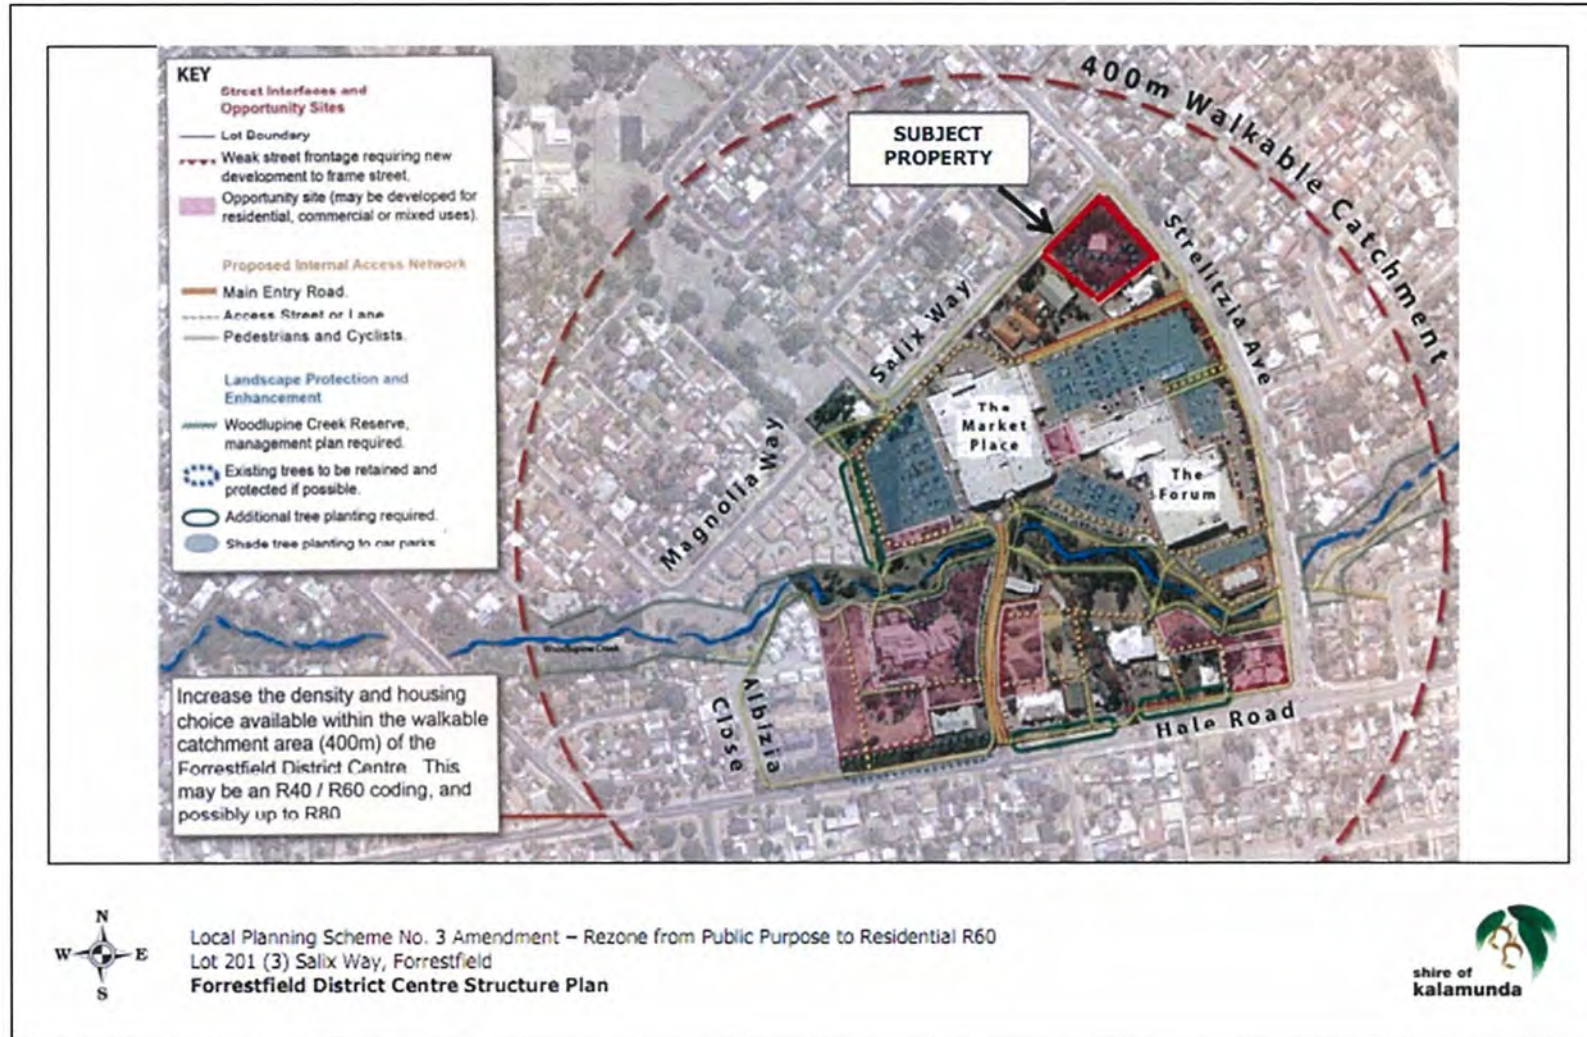 KEY
Street Interfaces and
Opportunity Sites
Lot Boundary
Weak street frontage requiring new
development to frame street.
Opportunity site (may be developed for
residential, commercial or mixed uses).
Proposed Internal Access Network
Main Entry Road.
Access Street or Lane
Pedestrians and Cyclists.
Landscape Protection and
Enhancement
Woodlupine Creek Reserve,
management plan required.
Existing trees to be retained and
protected if possible.
Additional tree planting required.
Shade tree planting to car parks
400m Walkable Catchment
SUBJECT
PROPERTY
Strelitzia Ave
Salix Way
The
Market
Place
The
Forum
Magnolia Way
Woodlupine Creek
Albizia
Close
Hale Road
Increase the density and housing
choice available within the walkable
catchment area (400m) of the
Forrestfield District Centre. This
may be an R40 / R60 coding, and
possibly up to R80
N
W E
S
Local Planning Scheme No. 3 Amendment – Rezone from Public Purpose to Residential R60
Lot 201 (3) Salix Way, Forrestfield
Forrestfield District Centre Structure Plan
shire of
kalamunda